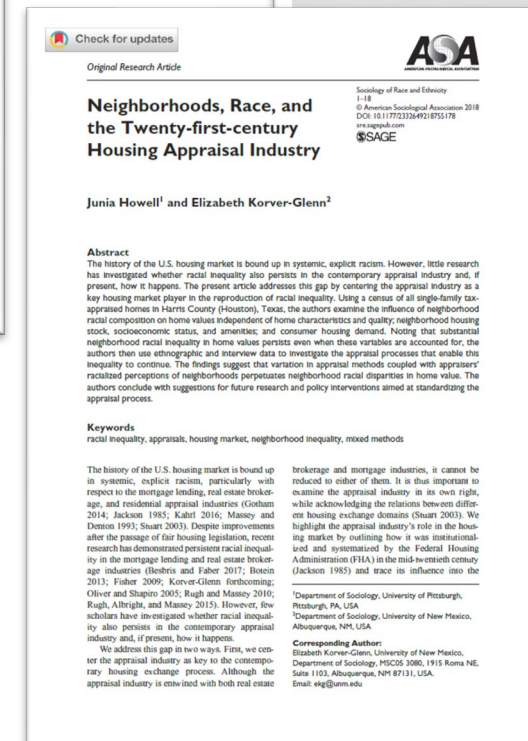 Check for updates
Original Research Article
ASA
AMERICAN SOCIOLOGICAL ASSOCIATION
Neighborhoods, Race, and
the Twenty-first-century
Housing Appraisal Industry
Sociology of Race and Ethnicity
1–18
© American Sociological Association 2018
DOI: 10.1177/2332649218755178
sre.sagepub.com
SAGE
Junia Howell1 and Elizabeth Korver-Glenn2
Abstract
The history of the U.S. housing market is bound up in systemic, explicit racism. However, little research
has investigated whether racial inequality also persists in the contemporary appraisal industry and, if
present, how it happens. The present article addresses this gap by centering the appraisal industry as a
key housing market player in the reproduction of racial inequality. Using a census of all single-family tax-
appraised homes in Harris County (Houston), Texas, the authors examine the influence of neighborhood
racial composition on home values independent of home characteristics and quality; neighborhood housing
stock, socioeconomic status, and amenities; and consumer housing demand. Noting that substantial
neighborhood racial inequality in home values persists even when these variables are accounted for, the
authors then use ethnographic and interview data to investigate the appraisal processes that enable this
inequality to continue. The findings suggest that variation in appraisal methods coupled with appraisers'
racialized perceptions of neighborhoods perpetuates neighborhood racial disparities in home value. The
authors conclude with suggestions for future research and policy interventions aimed at standardizing the
appraisal process.
Keywords
racial inequality, appraisals, housing market, neighborhood inequality, mixed methods
The history of the U.S. housing market is bound up
in systemic, explicit racism, particularly with
respect to the mortgage lending, real estate broker-
age, and residential housing industries (Gotham
2014; Jackson 1985; Kahrl 2016; Massey and
Denton 1993; Stuart 2003). Despite improvements
after the passage of fair housing legislation, recent
research has demonstrated persistent racial inequal-
ity in the mortgage lending and real estate broker-
age industries (Besbris and Faber 2017; Botein
2013; Fisher 2009; Korver-Glenn forthcoming;
Oliver and Shapiro 2005; Rugh and Massey 2010;
Rugh, Albright, and Massey 2015). However, few
scholars have investigated whether racial inequal-
ity also persists in the contemporary appraisal
industry and, if present, how it happens.
We address this gap in two ways. First, we cen-
ter the appraisal industry as key to the contempo-
rary housing exchange process. Although the
appraisal industry is entwined with both real estate
brokerage and mortgage industries, it cannot be
reduced to either of them. It is thus important to
examine the appraisal industry in its own right,
while acknowledging the relations between differ-
ent housing exchange domains (Stuart 2003). We
highlight the appraisal industry's role in the hous-
ing market by outlining how it was institutional-
ized and systematized by the Federal Housing
Administration (FHA) in the mid-twentieth century
(Jackson 1985) and trace its influence into the
1Department of Sociology, University of Pittsburgh,
Pittsburgh, PA, USA
2Department of Sociology, University of New Mexico,
Albuquerque, NM, USA
Corresponding Author:
Elizabeth Korver-Glenn, University of New Mexico,
Department of Sociology, MSC05 3080, 1915 Roma NE,
Suite 1103, Albuquerque, NM 87131, USA.
Email: ekg@unm.edu